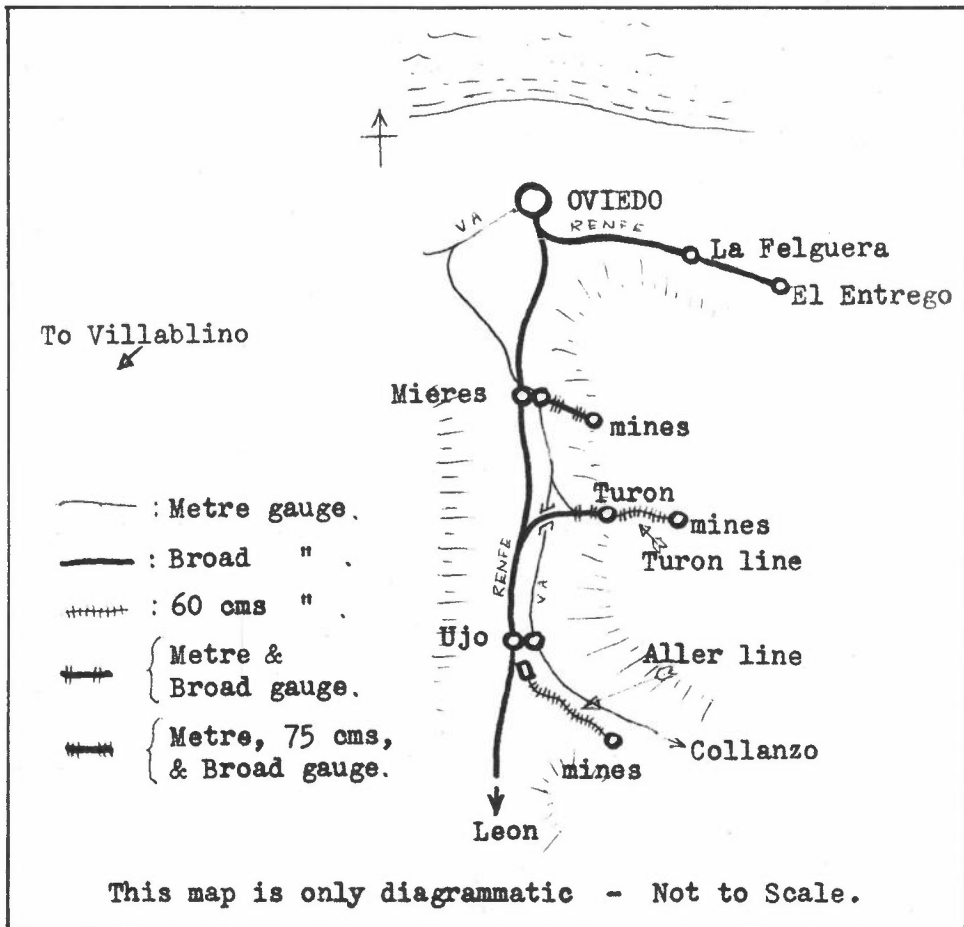 OVIEDO
VA
RENFE
La Felguera
El Entrego
To Villablino
Mieres
mines
Turon
mines
Turon line
RENFE
VA
Ujo
Aller line
Collanzo
mines
Leon
: Metre gauge.
: Broad " .
: 60 cms " .
Metre &
Broad gauge.
Metre, 75 cms,
& Broad gauge.
This map is only diagrammatic - Not to Scale.